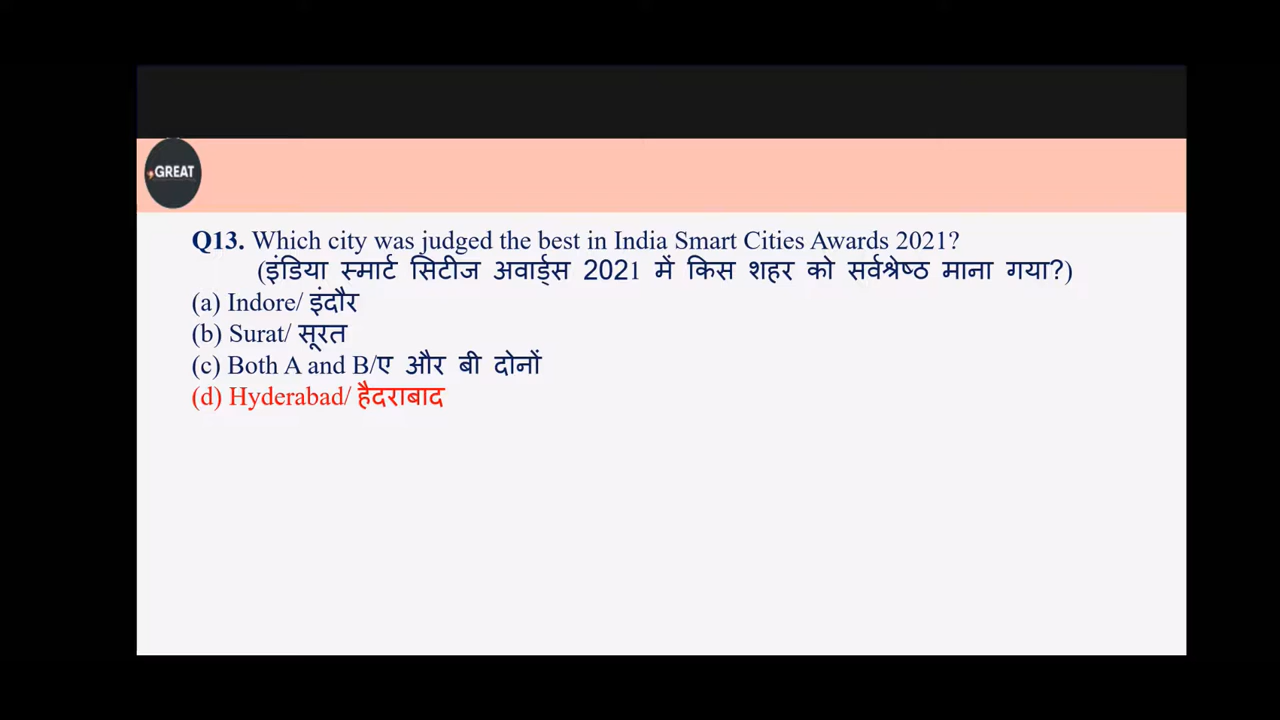 GREAT
Q13. Which city was judged the best in India Smart Cities Awards 2021?
(इंडिया स्मार्ट सिटीज अवार्ड्स 2021 में किस शहर को सर्वश्रेष्ठ माना गया?)
(a) Indore/ इंदौर
(b) Surat/ सूरत
(c) Both A and B/ए और बी दोनों
(d) Hyderabad/ हैदराबाद